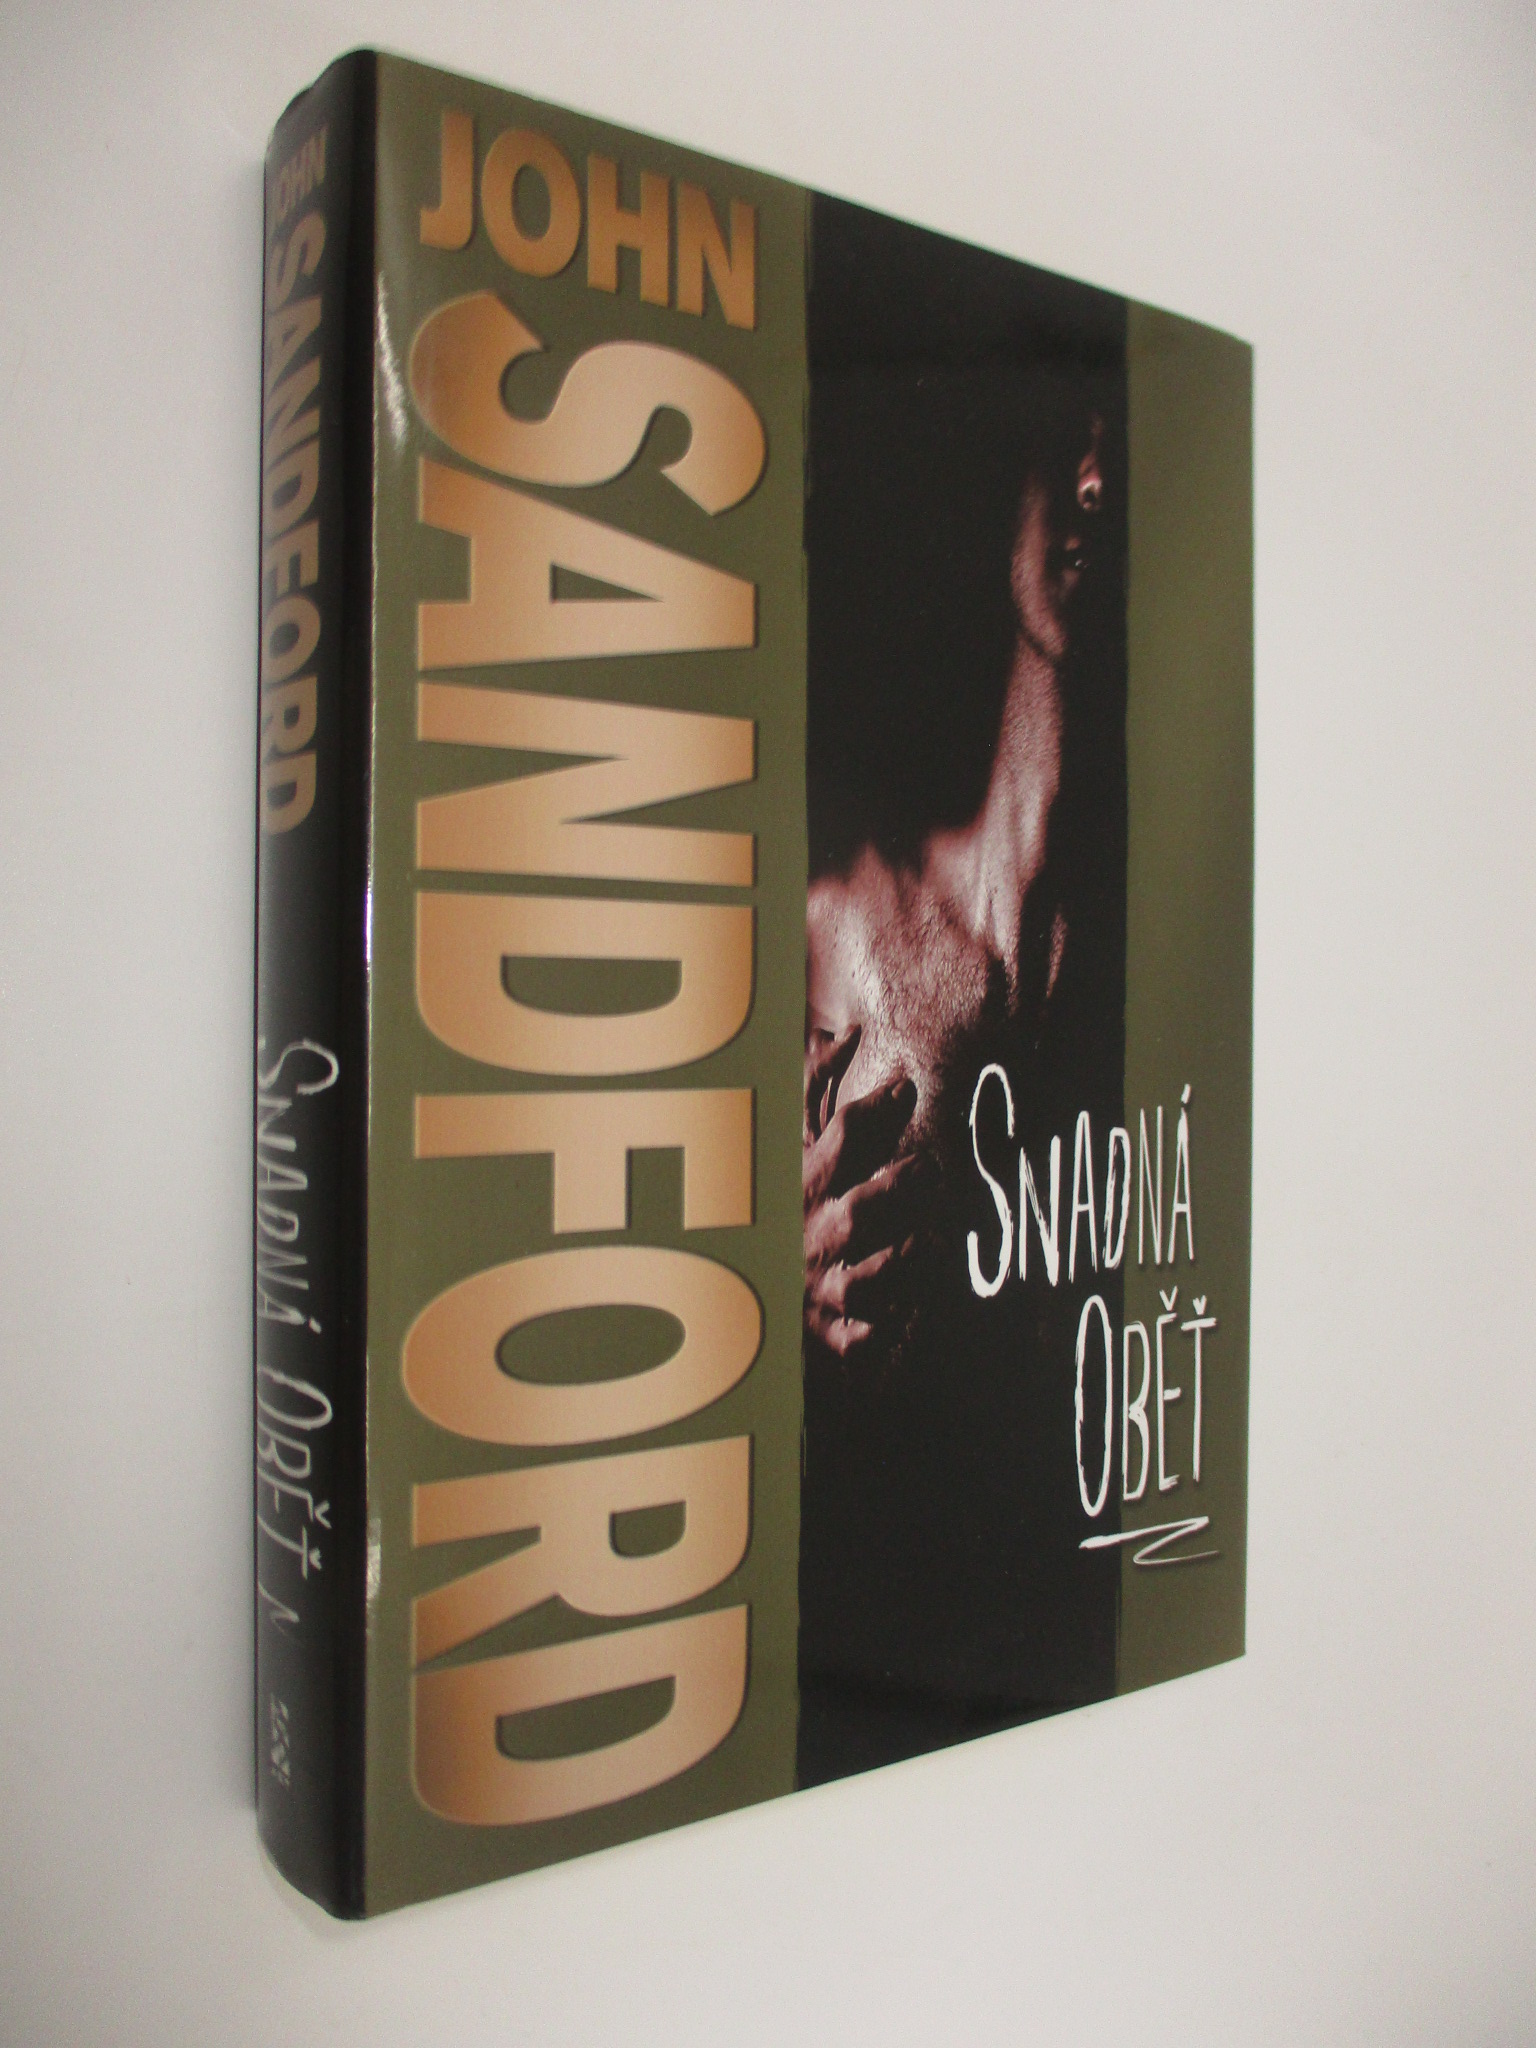 JOHN SANDFORD SNADNÁ OBĚŤ
JOHN
SANDFORD
SNADNÁ
OBĚŤ